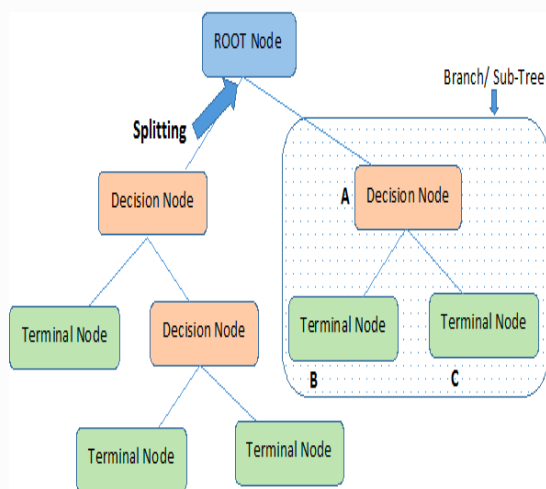 ROOT Node
Branch/ Sub-Tree
Splitting
Decision Node
A
Decision Node
Terminal Node
Decision Node
Terminal Node
Terminal Node
B
C
Terminal Node
Terminal Node